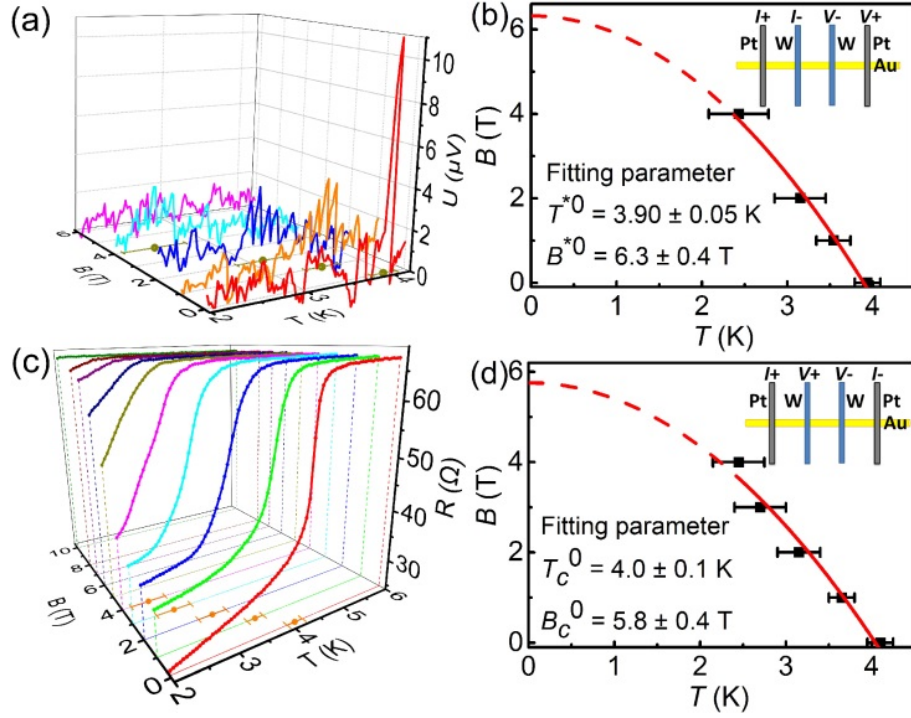 (a)
10
8
6
4
2
0
U (μV)
6
4
2
0
B (T)
2
3
4
T (K)
(b)
6
4
2
0
B (T)
I+ I- V- V+
Pt W W Pt
Au
Fitting parameter
T*0 = 3.90 ± 0.05 K
B*0 = 6.3 ± 0.4 T
0 1 2 3 4
T (K)
(c)
60
50
40
30
R (Ω)
10
8
6
4
2
0
B (T)
2
3
4
5
6
T (K)
(d)
6
4
2
0
B (T)
I+ V+ V- I-
Pt W W Pt
Au
Fitting parameter
Tc0 = 4.0 ± 0.1 K
Bc0 = 5.8 ± 0.4 T
0 1 2 3 4
T (K)